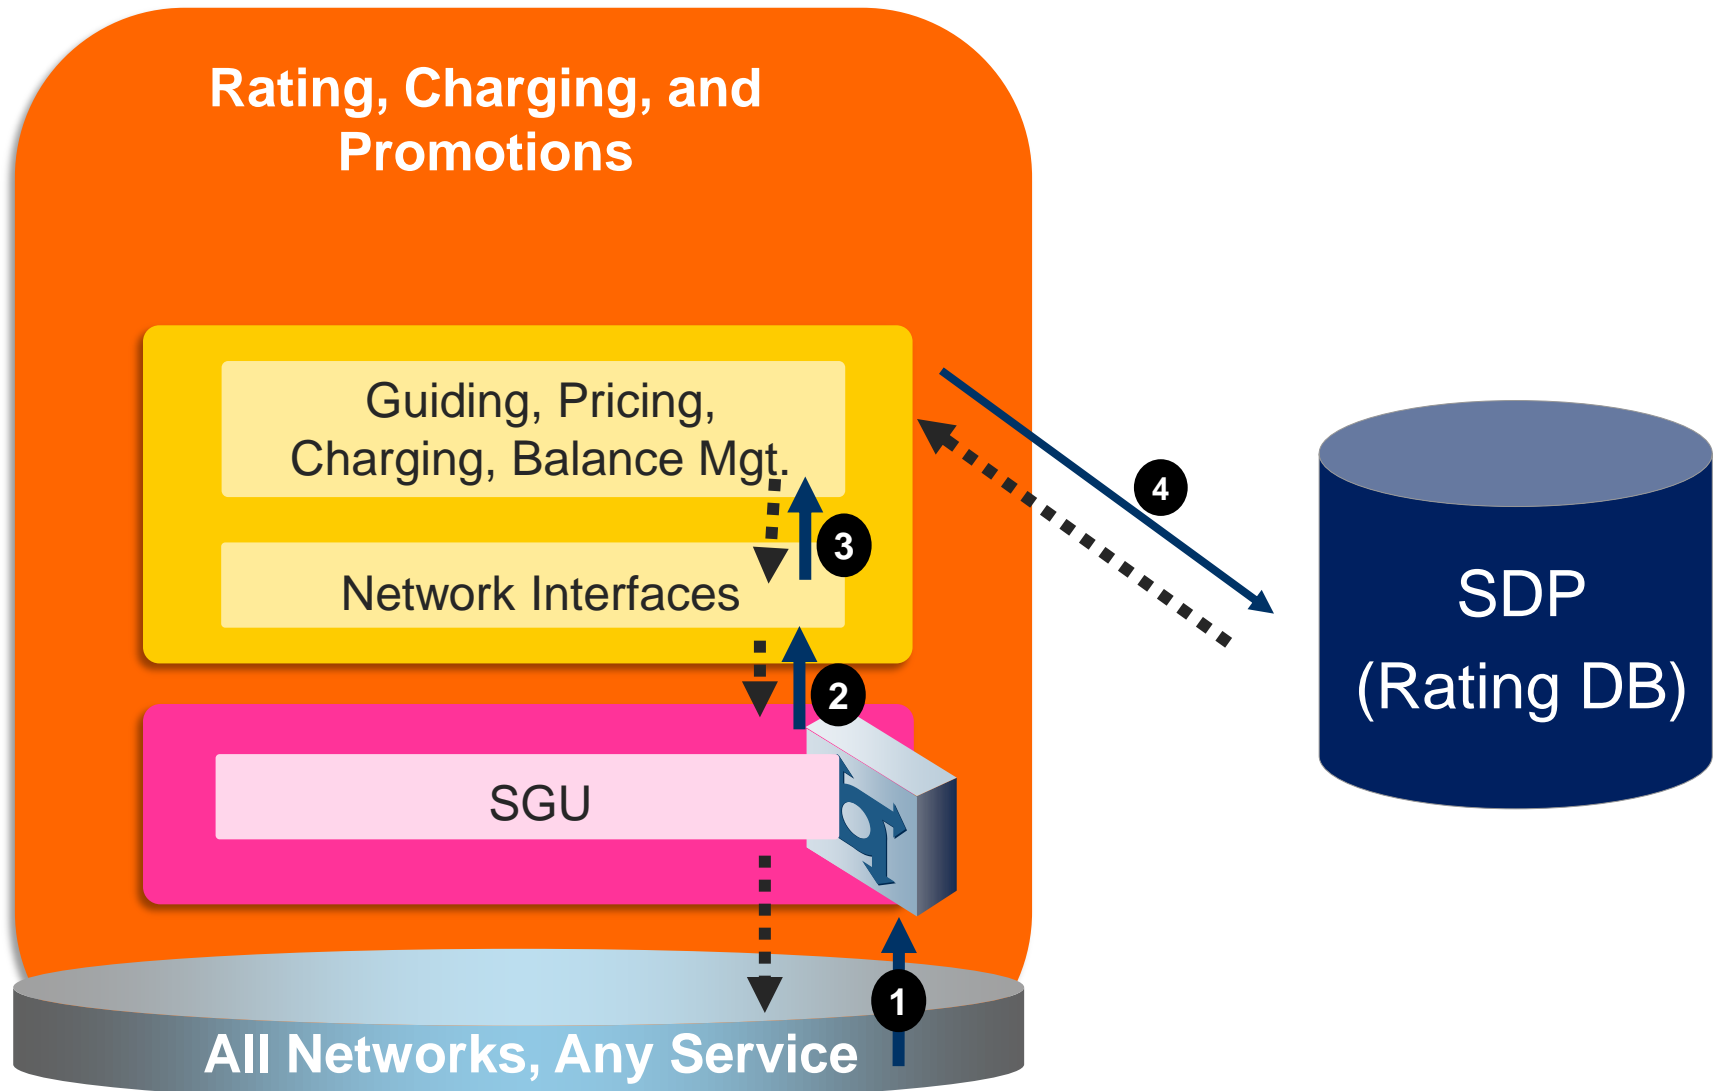 Rating, Charging, and
Promotions
Guiding, Pricing,
Charging, Balance Mgt.
4
3
Network Interfaces
SDP
(Rating DB)
2
SGU
1
All Networks, Any Service